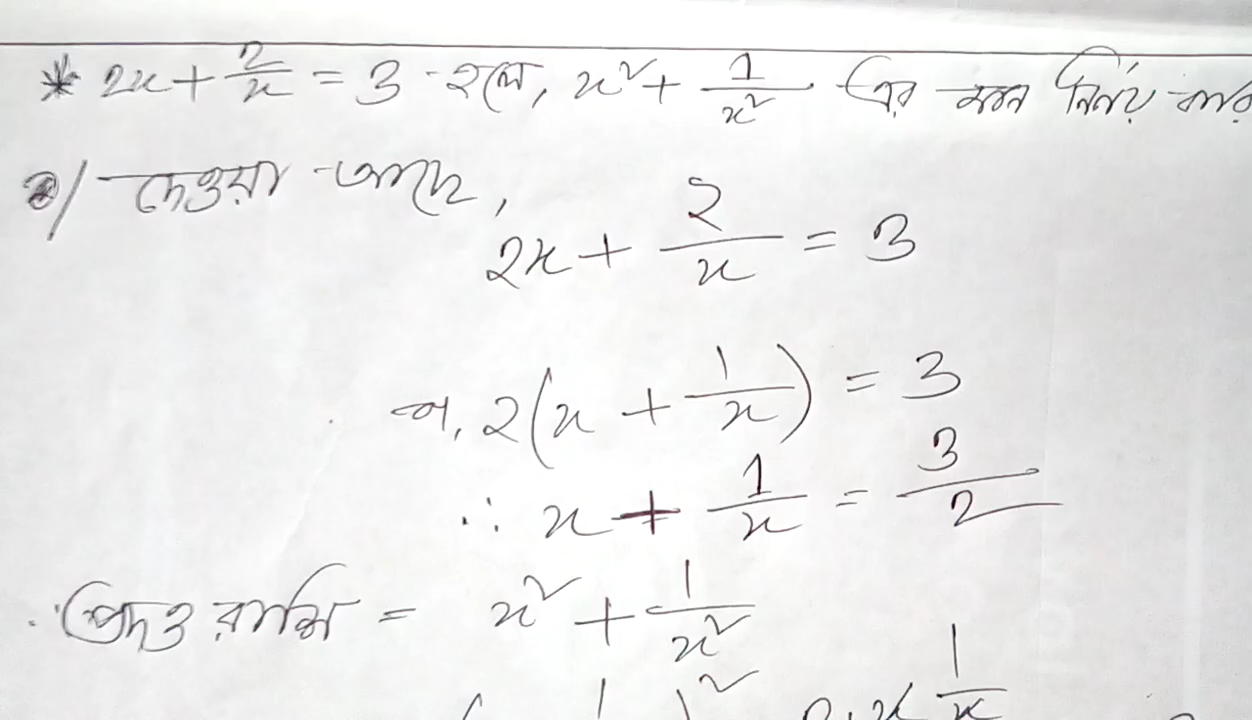 * 2x + 2/x = 3 হলে, x² + 1/x² এর মান নির্ণয় কর
দেওয়া আছে,
2x + 2/x = 3
বা, 2(x + 1/x) = 3
∴ x + 1/x = 3/2
প্রদত্ত রাশি = x² + 1/x²